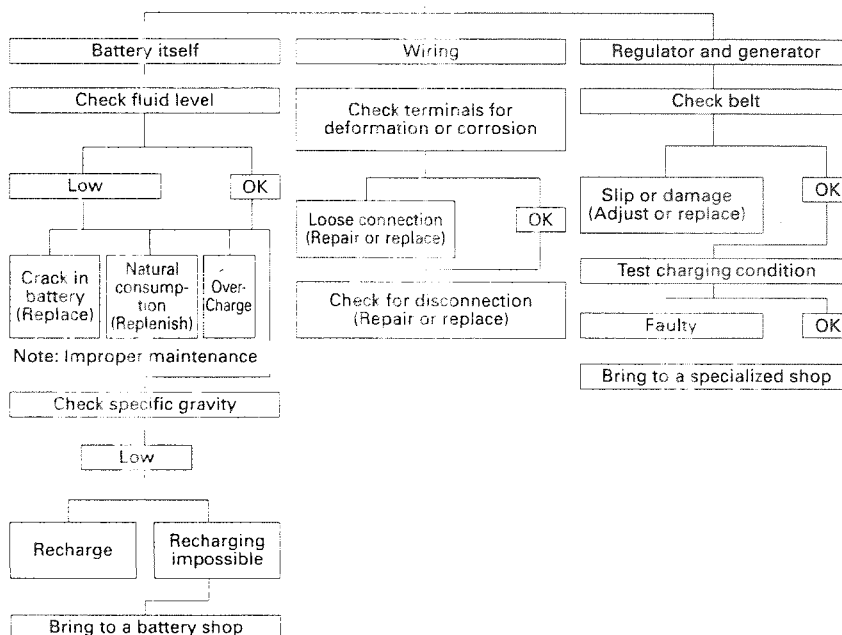 Battery itself
Check fluid level
Low
OK
Crack in
battery
(Replace)
Natural
consump-
tion
(Replenish)
Over-
Charge
Note: Improper maintenance
Check specific gravity
Low
Recharge
Recharging
impossible
Bring to a battery shop
Wiring
Check terminals for
deformation or corrosion
Loose connection
(Repair or replace)
OK
Check for disconnection
(Repair or replace)
Regulator and generator
Check belt
Slip or damage
(Adjust or replace)
OK
Test charging condition
Faulty
OK
Bring to a specialized shop